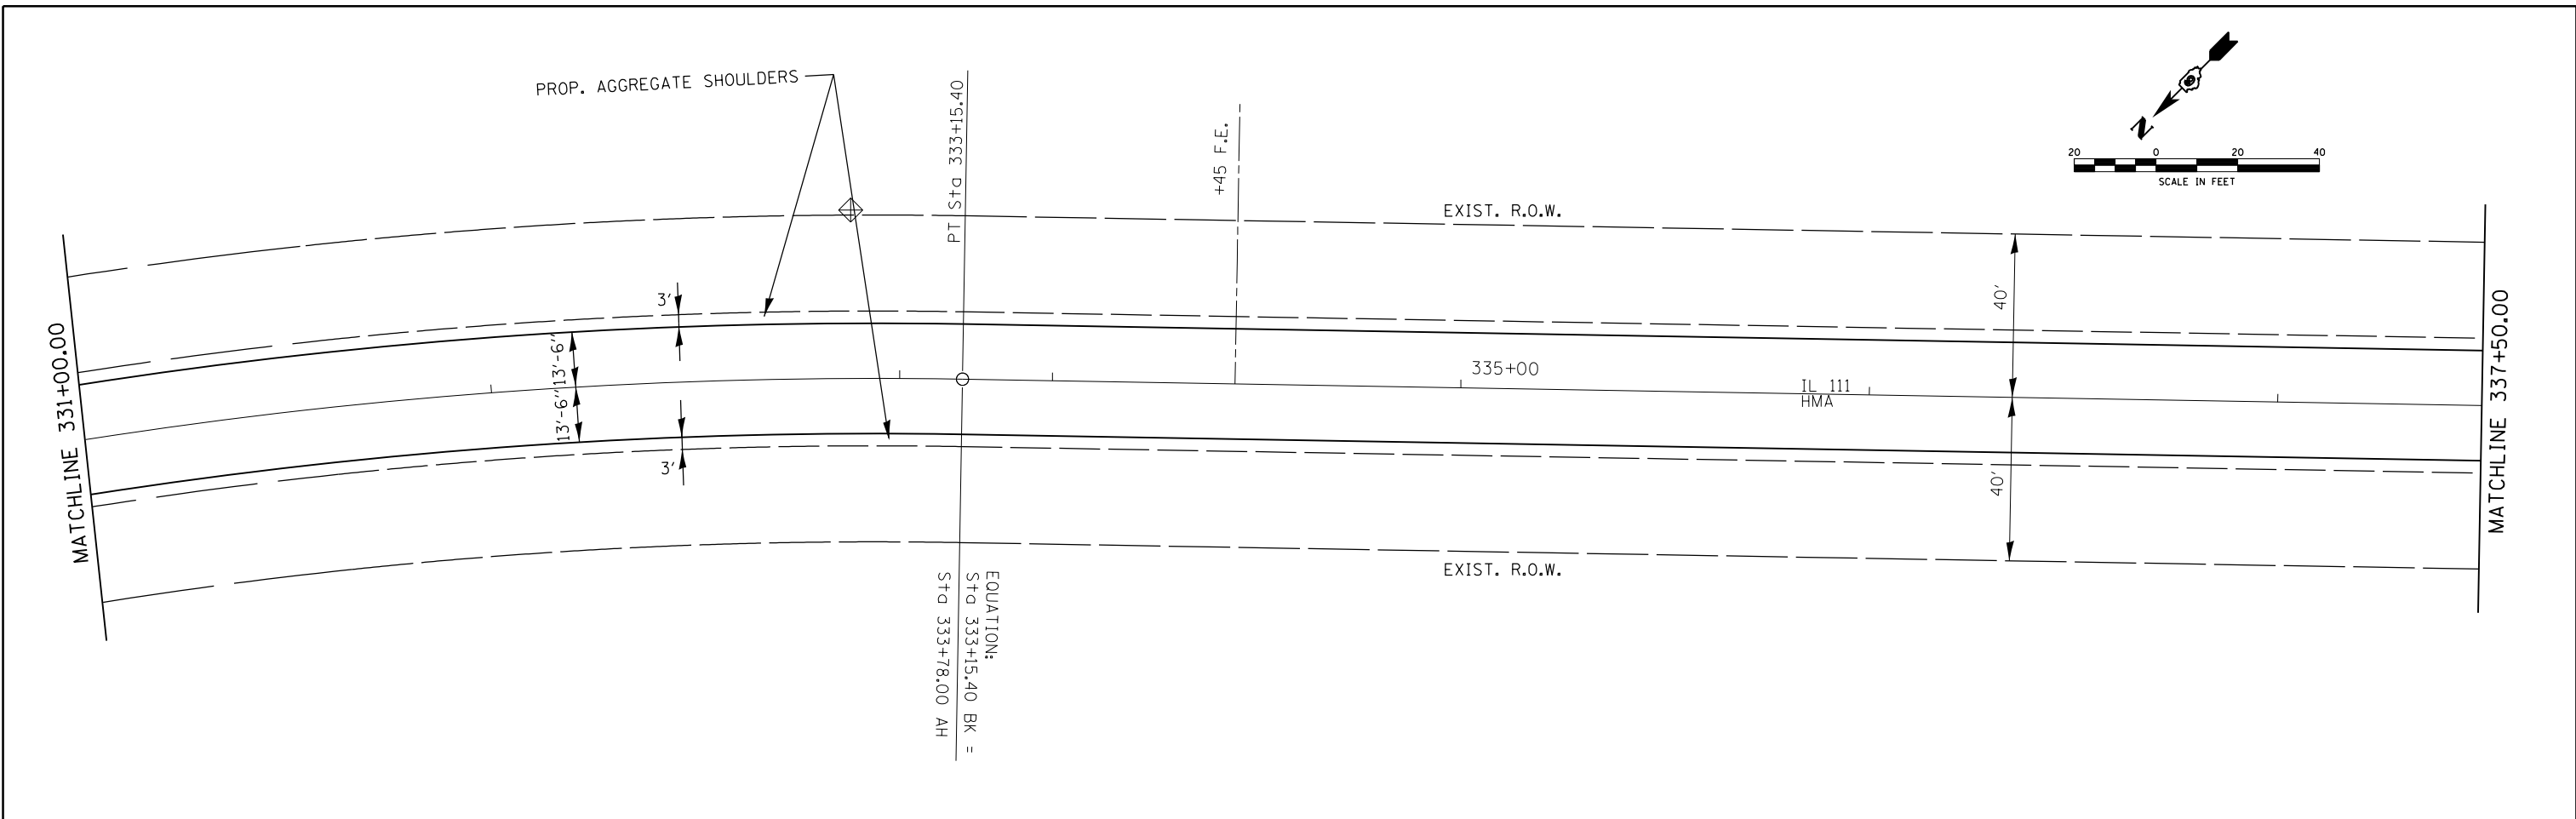 PROP. AGGREGATE SHOULDERS
PT Sta 333+15.40
+45 F.E.
N
20 0 20 40
SCALE IN FEET
EXIST. R.O.W.
MATCHLINE 331+00.00
3'
13'-6"
13'-6"
3'
335+00
IL 111
HMA
40'
40'
MATCHLINE 337+50.00
EXIST. R.O.W.
EQUATION:
Sta 333+15.40 BK =
Sta 333+78.00 AH